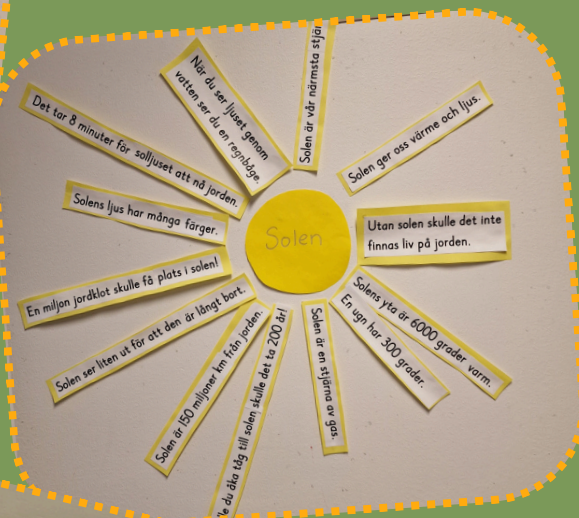 Solen
Solen är vår närmsta
Solen ger oss värme och ljus.
Utan solen skulle det inte
finnas liv på jorden.
Solens yta är 6000 grader varm.
En ugn har 300 grader.
Solen är en stjärna av gas.
du åka tåg till solen skulle det ta 200 år!
Solen är 150 miljoner km från jorden.
Solen ser liten ut för att den är långt bort.
En miljon jordklot skulle få plats i solen!
Solens ljus har många färger.
Det tar 8 minuter för solljuset att nå jorden.
När du ser ljuset genom
vatten ser du en regnbåge.